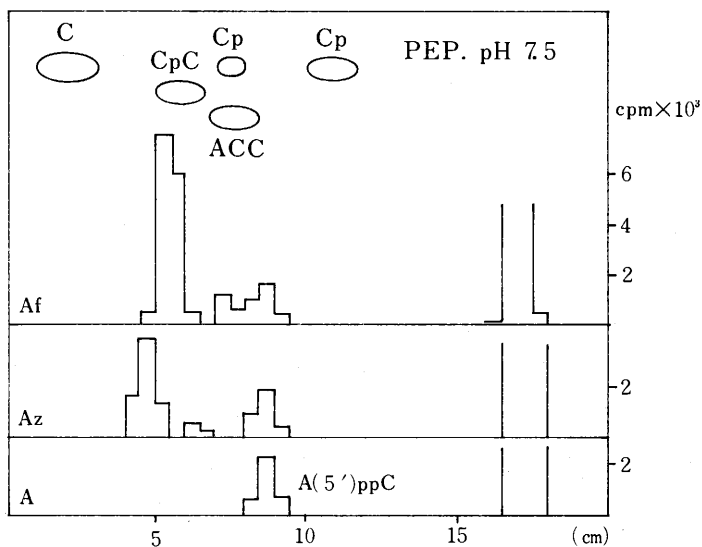 C
Cp
Cp
CpC
PEP. pH 7.5
ACC
cpm×10³
6
4
2
Af
2
Az
2
A(5′)ppC
A
5
10
15
(cm)